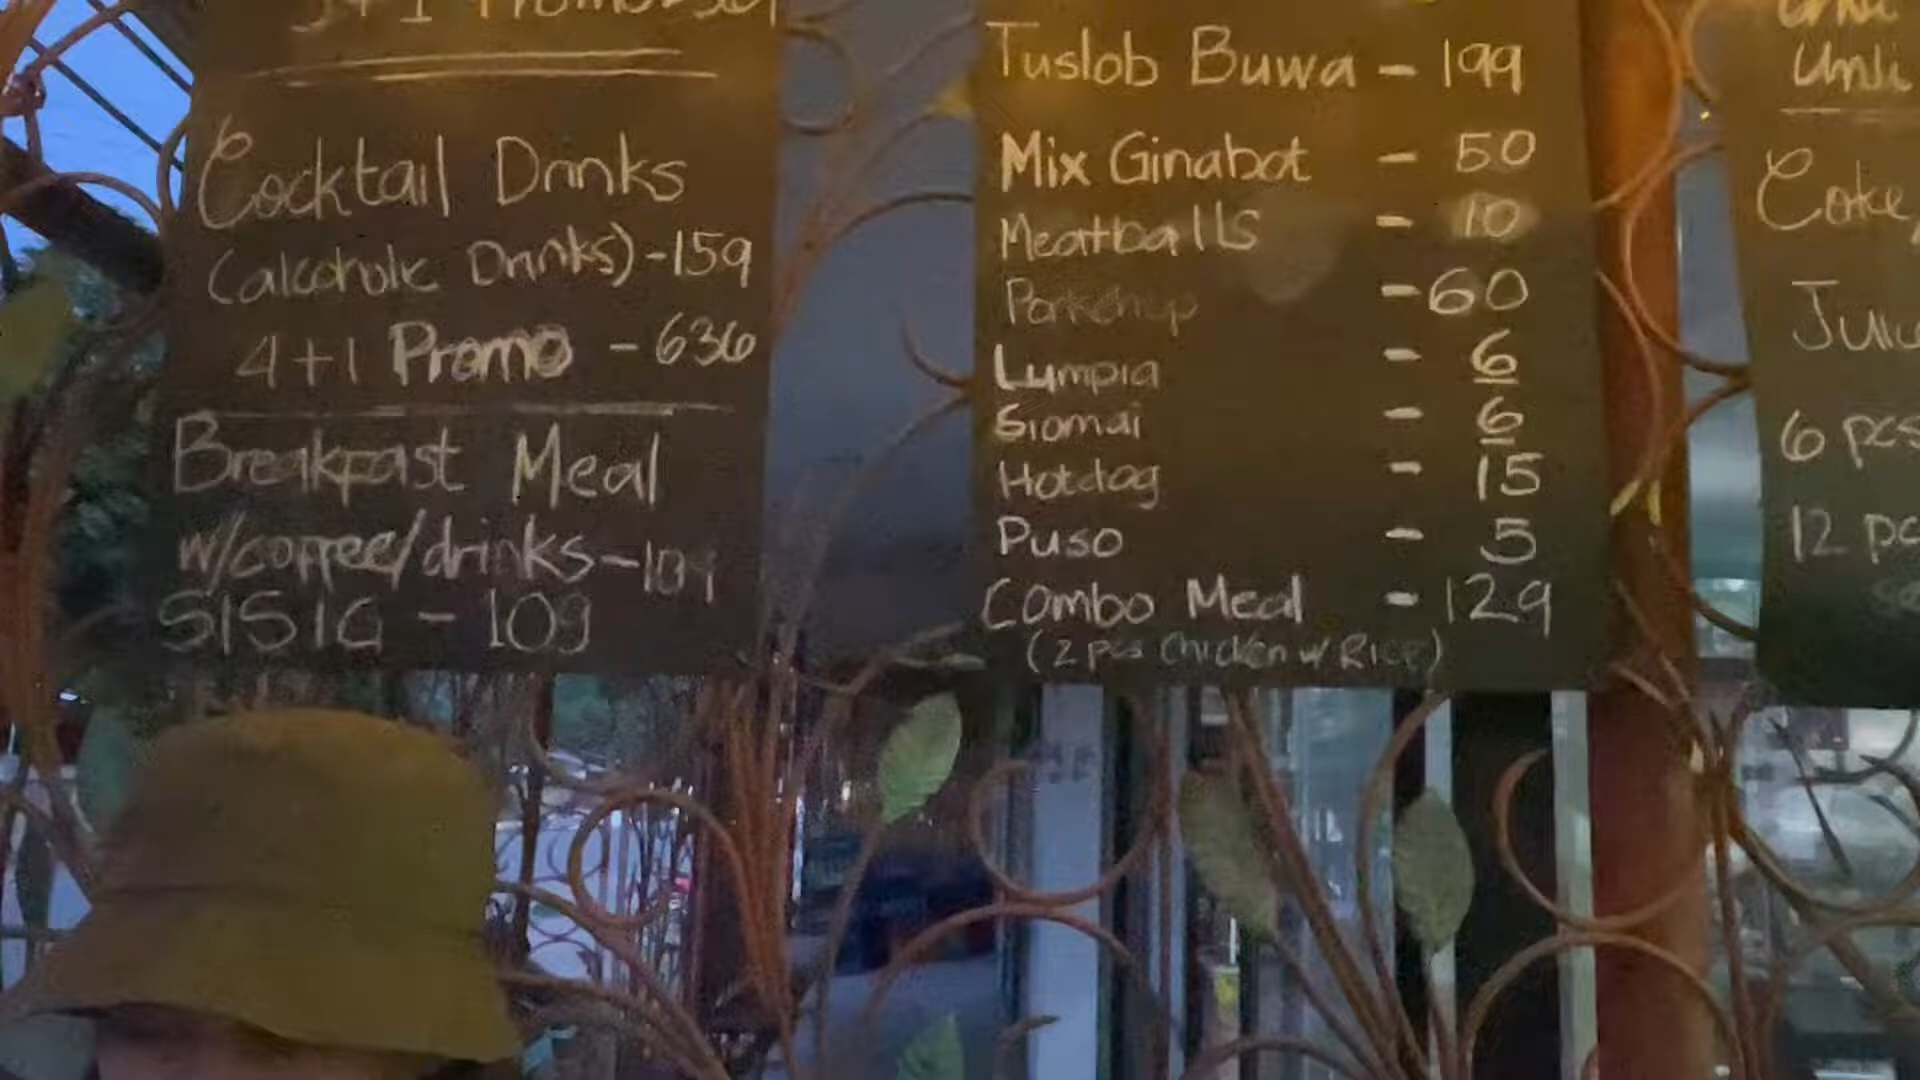 Cocktail Drinks
(alcoholic Drinks) - 159
4+1 Promo - 636
Breakfast Meal
w/coffee/drinks - 109
SISIG - 109
Tuslob Buwa - 199
Mix Ginabot - 50
Meatballs - 10
Porkchop - 60
Lumpia - 6
Siomai - 6
Hotdog - 15
Puso - 5
Combo Meal - 129
(2 pcs Chicken w/ Rice)
Unli
Coke,
6 pcs
12